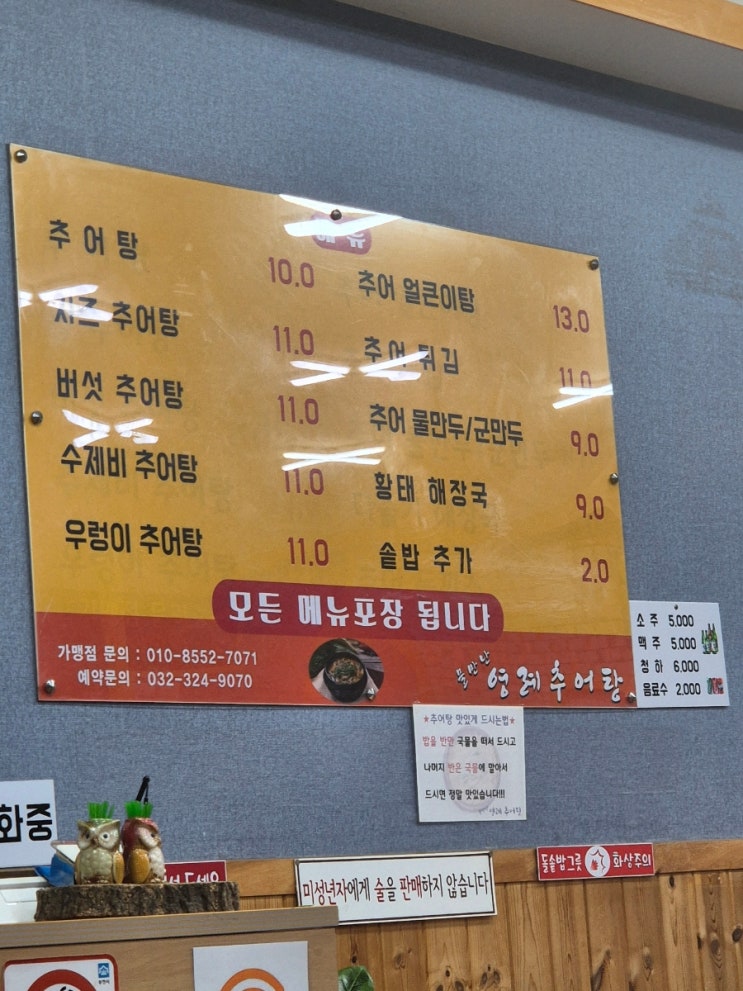 메뉴
추어탕 10.0
치즈 추어탕 11.0
버섯 추어탕 11.0
수제비 추어탕 11.0
우렁이 추어탕 11.0
추어 얼큰이탕 13.0
추어 튀김 11.0
추어 물만두/군만두 9.0
황태 해장국 9.0
솥밥 추가 2.0
모든 메뉴포장 됩니다
가맹점 문의 : 010-8552-7071
예약문의 : 032-324-9070
영례추어탕
소주 5,000
맥주 5,000
청하 6,000
음료수 2,000
★추어탕 맛있게 드시는법★
밥을 반만 국물을 떠서 드시고
나머지 반은 국물에 말아서
드시면 정말 맛있습니다!!!
영례 추어탕
화중
미성년자에게 술을 판매하지 않습니다
돌솥밥그릇 화상주의